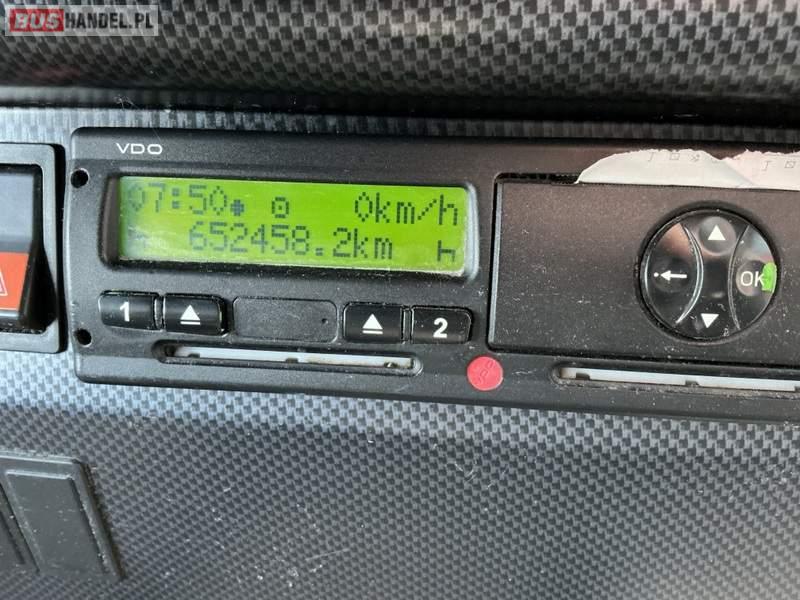 BUSHANDEL.PL
VDO
07:50 0km/h
652458.2km
1 2
OK